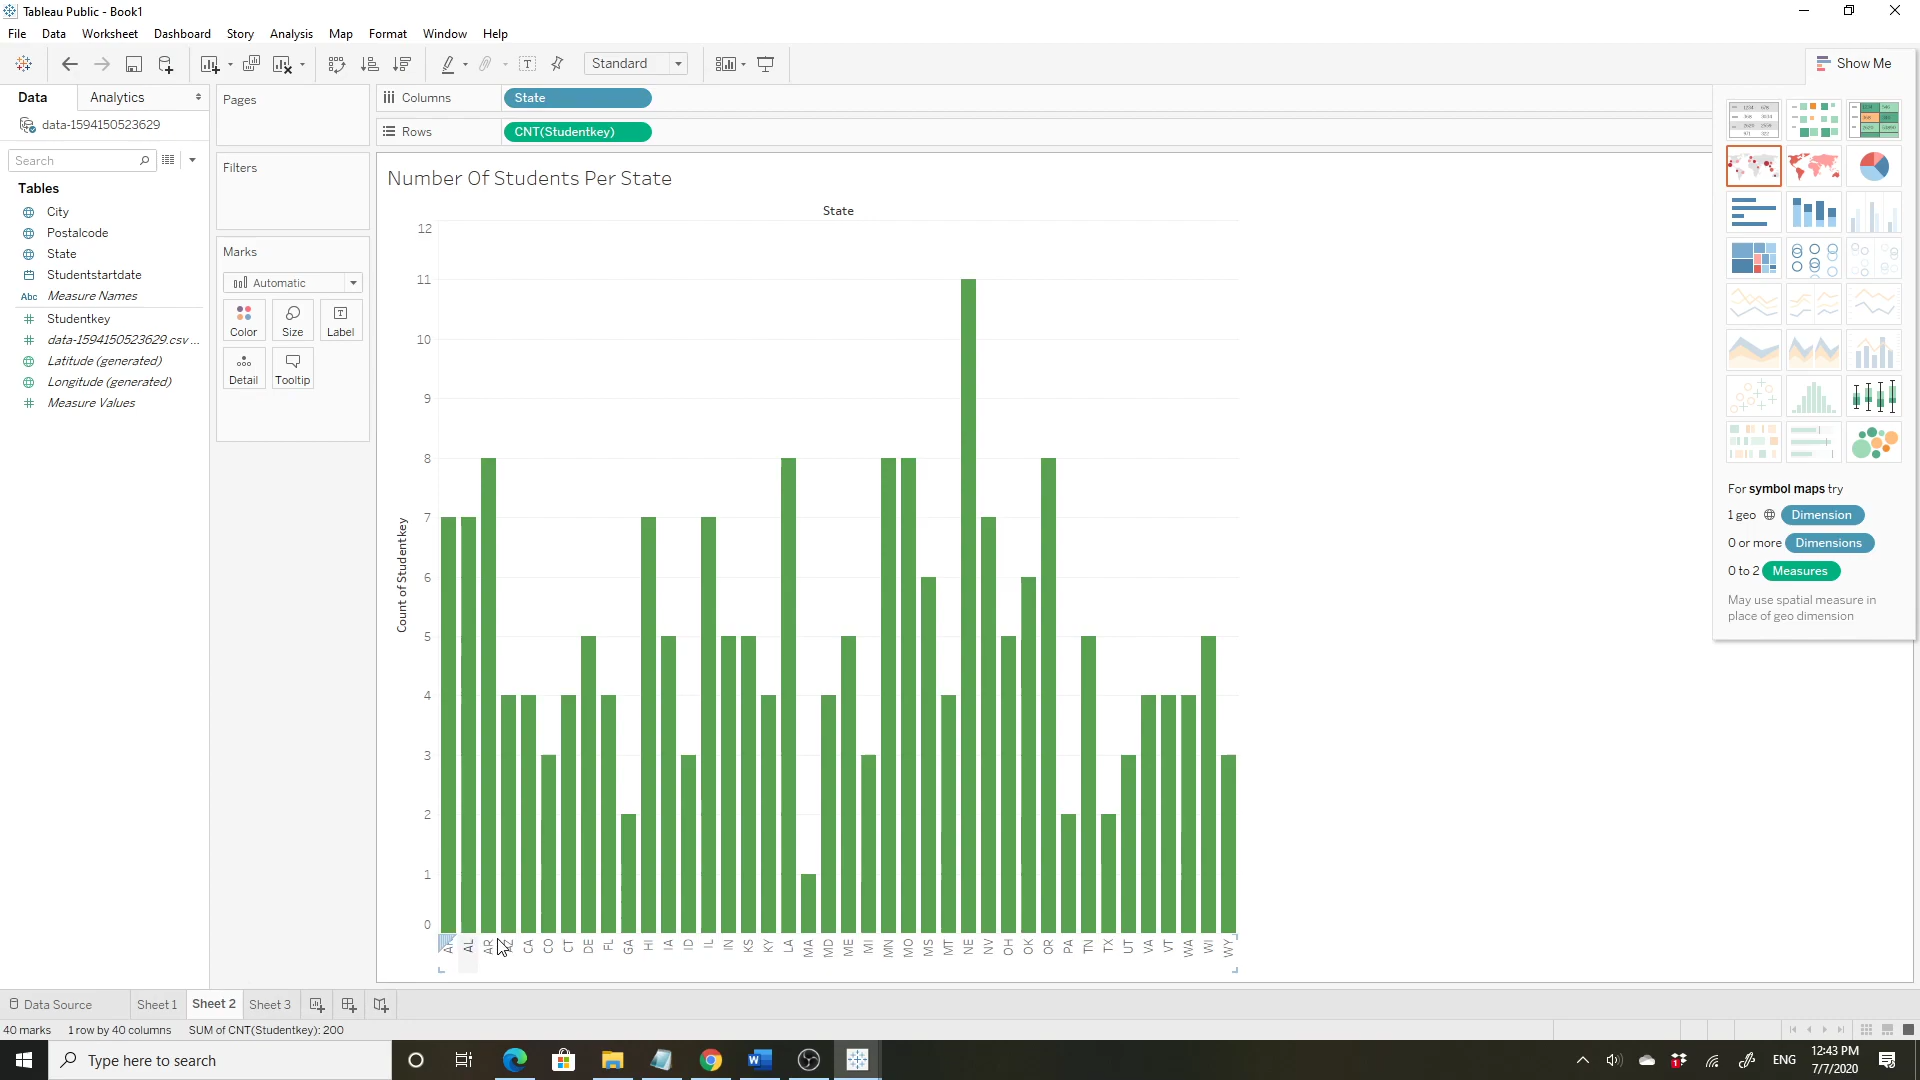 Tableau Public - Book1
File Data Worksheet Dashboard Story Analysis Map Format Window Help
Standard
Show Me
Data Analytics
Pages
Columns State
data-1594150523629
Rows CNT(Studentkey)
Search
Filters
Number Of Students Per State
Tables
City
Postalcode
State
Studentstartdate
Abc Measure Names
Studentkey
data-1594150523629.csv ...
Latitude (generated)
Longitude (generated)
Measure Values
Marks
Automatic
Color Size Label
Detail Tooltip
State
12
11
10
9
8
7
6
5
4
3
2
1
0
Count of Studentkey
AL AR CA CO CT DE FL GA HI IA ID IL IN KS KY LA MA MD ME MI MN MO MS MT NE NV OH OK OR PA TN TX UT VA VT WA WI WY
For symbol maps try
1 geo Dimension
0 or more Dimensions
0 to 2 Measures
May use spatial measure in
place of geo dimension
Data Source Sheet 1 Sheet 2 Sheet 3
40 marks 1 row by 40 columns SUM of CNT(Studentkey): 200
Type here to search
ENG
12:43 PM
7/7/2020